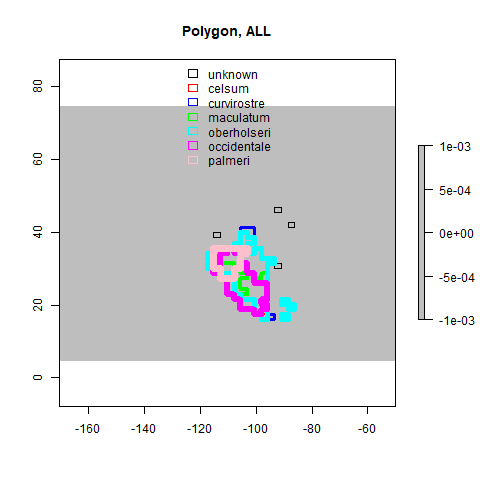 Polygon, ALL
unknown
celsum
curvirostre
maculatum
oberholseri
occidentale
palmeri
80
60
40
20
0
-160
-140
-120
-100
-80
-60
1e-03
5e-04
0e+00
-5e-04
-1e-03